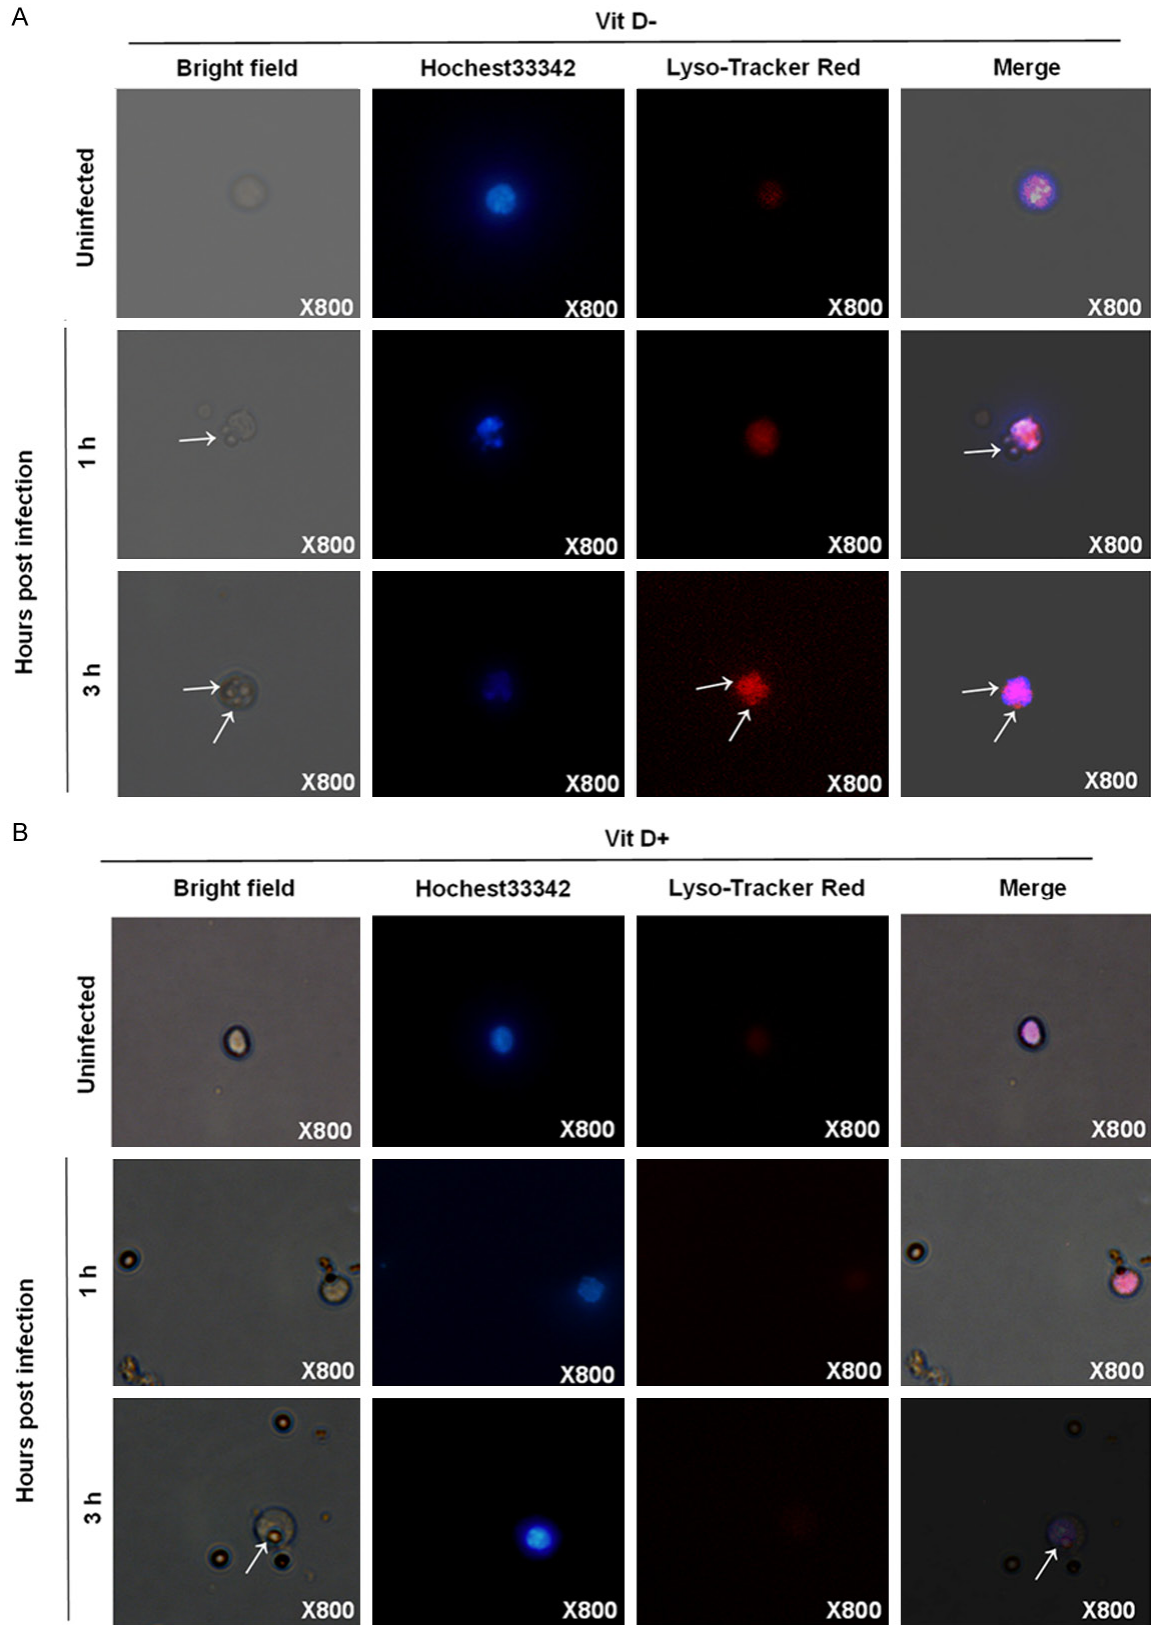 A
Vit D-
Bright field Hochest33342 Lyso-Tracker Red Merge
Uninfected
X800 X800 X800 X800
Hours post infection
1 h
X800 X800 X800 X800
3 h
X800 X800 X800 X800
B
Vit D+
Bright field Hochest33342 Lyso-Tracker Red Merge
Uninfected
X800 X800 X800 X800
Hours post infection
1 h
X800 X800 X800 X800
3 h
X800 X800 X800 X800